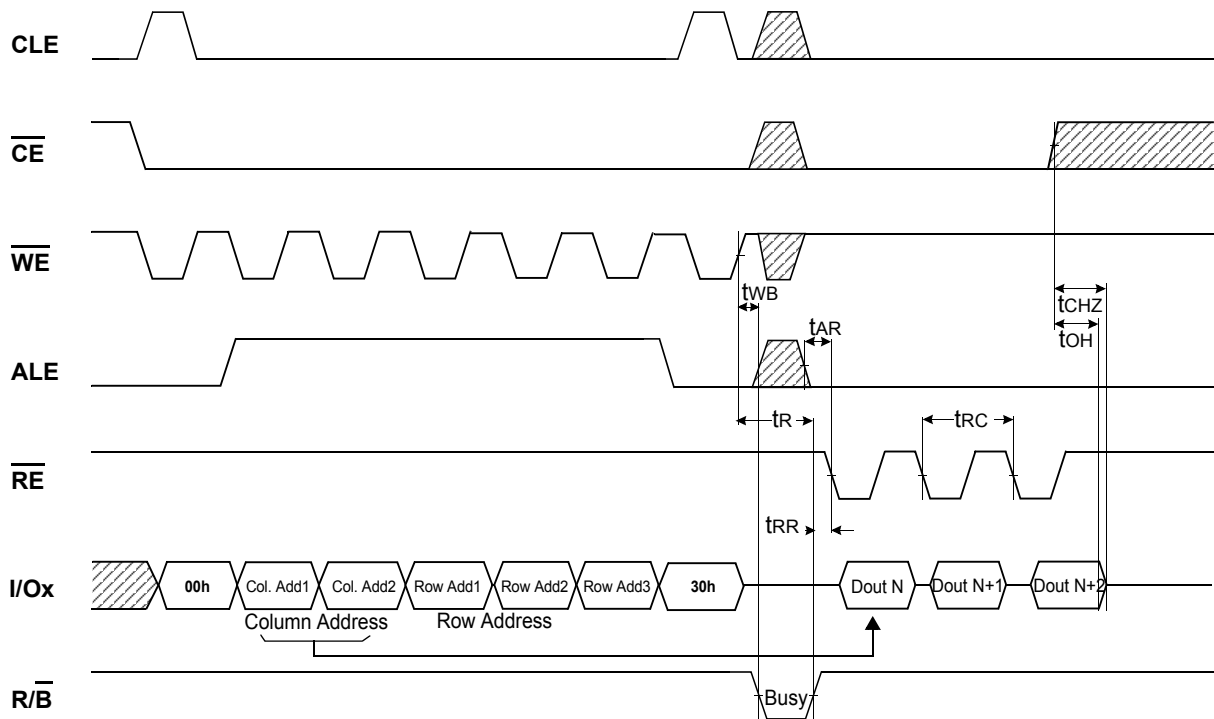 CLE
CE
WE
tWB
tCHZ
tAR
tOH
ALE
tR
tRC
RE
tRR
I/Ox
00h
Col. Add1
Col. Add2
Row Add1
Row Add2
Row Add3
30h
Dout N
Dout N+1
Dout N+2
Column Address
Row Address
R/B
Busy